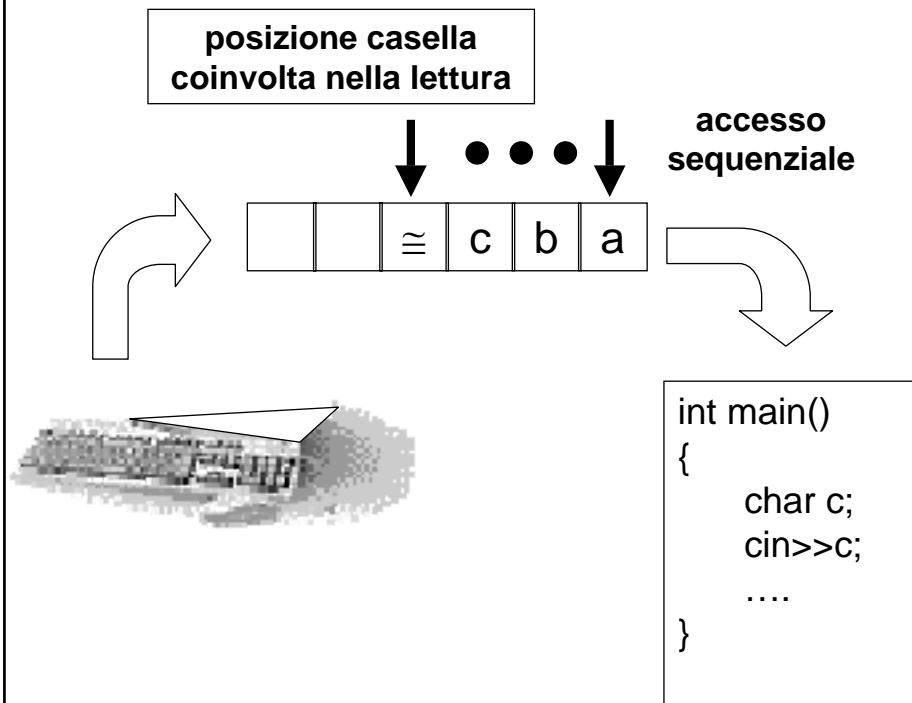 posizione casella
coinvolta nella lettura
accesso
sequenziale
≅ c b a
int main()
{
char c;
cin>>c;
….
}